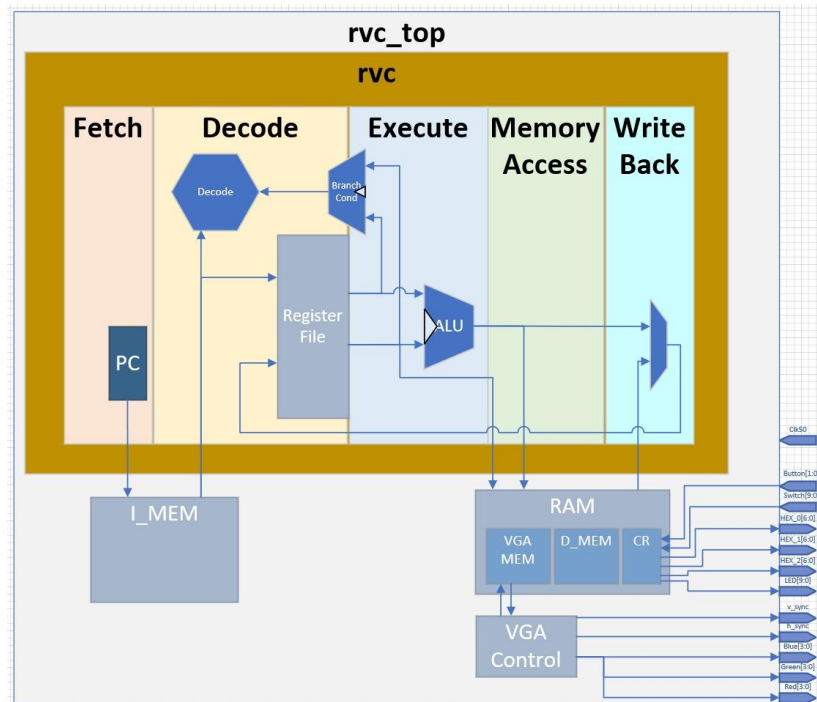 rvc_top
rvc
Fetch
Decode
Execute
Memory
Access
Write
Back
Decode
Branch
Cond
Register
File
ALU
PC
I_MEM
RAM
VGA
MEM
D_MEM
CR
VGA
Control
Clk50
Button[1:0
Switch[9:0
HEX_0[6:0]
HEX_1[6:0]
HEX_2[6:0]
LED[9:0]
v_sync
h_sync
Blue[3:0]
Green[3:0]
Red[3:0]